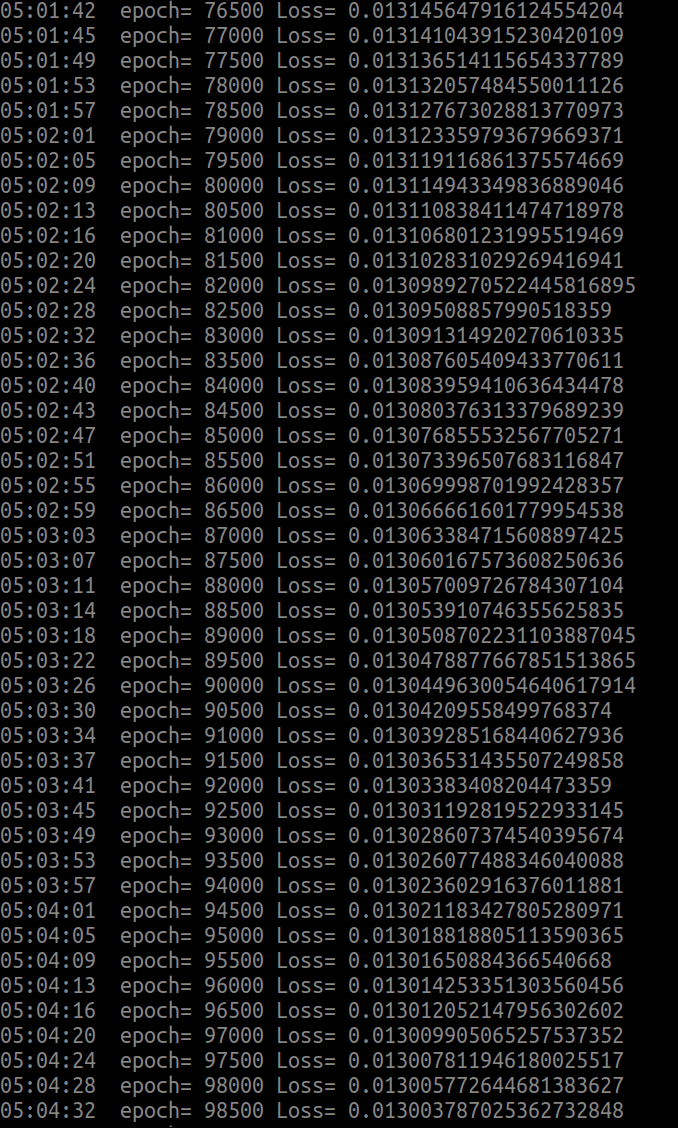 05:01:42  epoch= 76500 Loss= 0.013145647916124554204
05:01:45  epoch= 77000 Loss= 0.013141043915230420109
05:01:49  epoch= 77500 Loss= 0.013136514115654337789
05:01:53  epoch= 78000 Loss= 0.013132057484550011126
05:01:57  epoch= 78500 Loss= 0.013127673028813770973
05:02:01  epoch= 79000 Loss= 0.013123359793679669371
05:02:05  epoch= 79500 Loss= 0.013119116861375574669
05:02:09  epoch= 80000 Loss= 0.013114943349836889046
05:02:13  epoch= 80500 Loss= 0.013110838411474718978
05:02:16  epoch= 81000 Loss= 0.013106801231995519469
05:02:20  epoch= 81500 Loss= 0.013102831029269416941
05:02:24  epoch= 82000 Loss= 0.0130989270522445816895
05:02:28  epoch= 82500 Loss= 0.01309508857990518359
05:02:32  epoch= 83000 Loss= 0.013091314920270610335
05:02:36  epoch= 83500 Loss= 0.013087605409433770611
05:02:40  epoch= 84000 Loss= 0.013083959410636434478
05:02:43  epoch= 84500 Loss= 0.013080376313379689239
05:02:47  epoch= 85000 Loss= 0.013076855532567705271
05:02:51  epoch= 85500 Loss= 0.013073396507683116847
05:02:55  epoch= 86000 Loss= 0.013069998701992428357
05:02:59  epoch= 86500 Loss= 0.013066661601779954538
05:03:03  epoch= 87000 Loss= 0.013063384715608897425
05:03:07  epoch= 87500 Loss= 0.013060167573608250636
05:03:11  epoch= 88000 Loss= 0.013057009726784307104
05:03:14  epoch= 88500 Loss= 0.013053910746355625835
05:03:18  epoch= 89000 Loss= 0.0130508702231103887045
05:03:22  epoch= 89500 Loss= 0.0130478877667851513865
05:03:26  epoch= 90000 Loss= 0.0130449630054640617914
05:03:30  epoch= 90500 Loss= 0.01304209558499768374
05:03:34  epoch= 91000 Loss= 0.013039285168440627936
05:03:37  epoch= 91500 Loss= 0.013036531435507249858
05:03:41  epoch= 92000 Loss= 0.01303383408204473359
05:03:45  epoch= 92500 Loss= 0.013031192819522933145
05:03:49  epoch= 93000 Loss= 0.013028607374540395674
05:03:53  epoch= 93500 Loss= 0.013026077488346040088
05:03:57  epoch= 94000 Loss= 0.013023602916376011881
05:04:01  epoch= 94500 Loss= 0.013021183427805280971
05:04:05  epoch= 95000 Loss= 0.013018818805113590365
05:04:09  epoch= 95500 Loss= 0.01301650884366540668
05:04:13  epoch= 96000 Loss= 0.013014253351303560456
05:04:16  epoch= 96500 Loss= 0.013012052147956302602
05:04:20  epoch= 97000 Loss= 0.013009905065257537352
05:04:24  epoch= 97500 Loss= 0.013007811946180025517
05:04:28  epoch= 98000 Loss= 0.013005772644681383627
05:04:32  epoch= 98500 Loss= 0.013003787025362732848